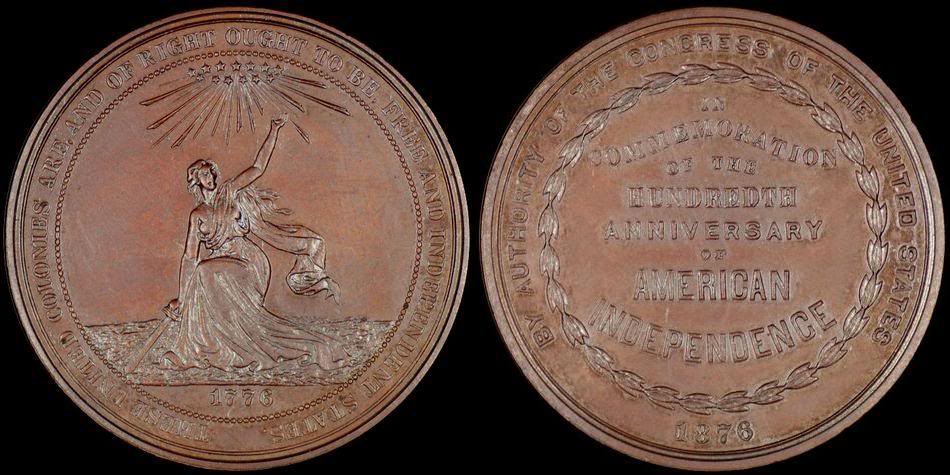 THESE UNITED COLONIES ARE, AND OF RIGHT OUGHT TO BE, FREE AND INDEPENDENT STATES.
1776
BY AUTHORITY OF THE CONGRESS OF THE UNITED STATES
IN
COMMEMORATION
OF THE
HUNDREDTH
ANNIVERSARY
OF
AMERICAN
INDEPENDENCE
1876